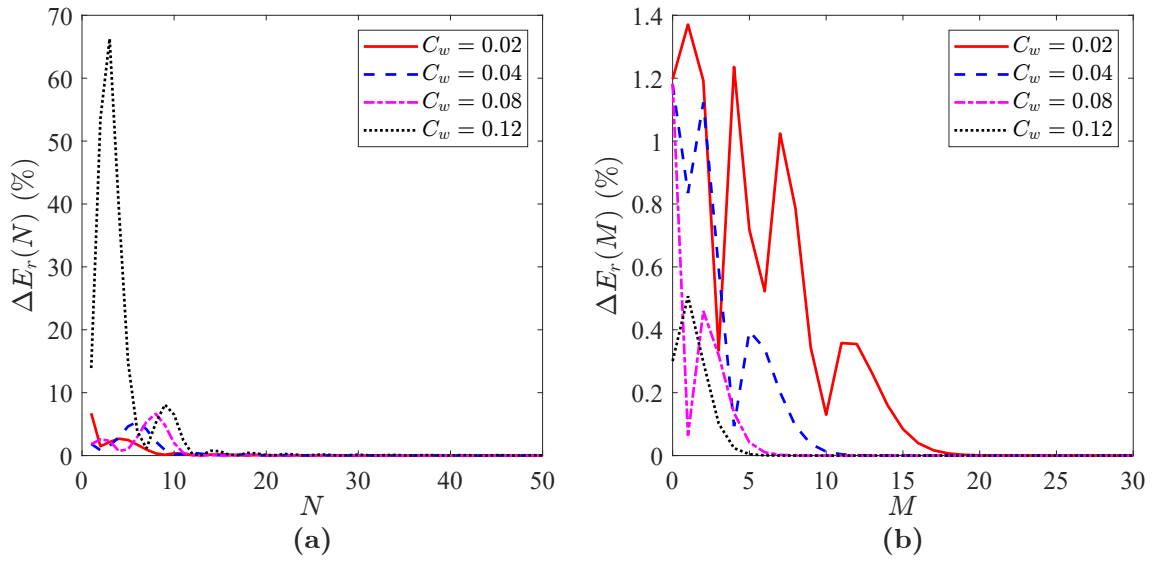 70
60
50
40
30
20
10
0
ΔE_r(N) (%)
0 10 20 30 40 50
N
C_w = 0.02
C_w = 0.04
C_w = 0.08
C_w = 0.12
(a)
1.4
1.2
1
0.8
0.6
0.4
0.2
0
ΔE_r(M) (%)
0 5 10 15 20 25 30
M
C_w = 0.02
C_w = 0.04
C_w = 0.08
C_w = 0.12
(b)